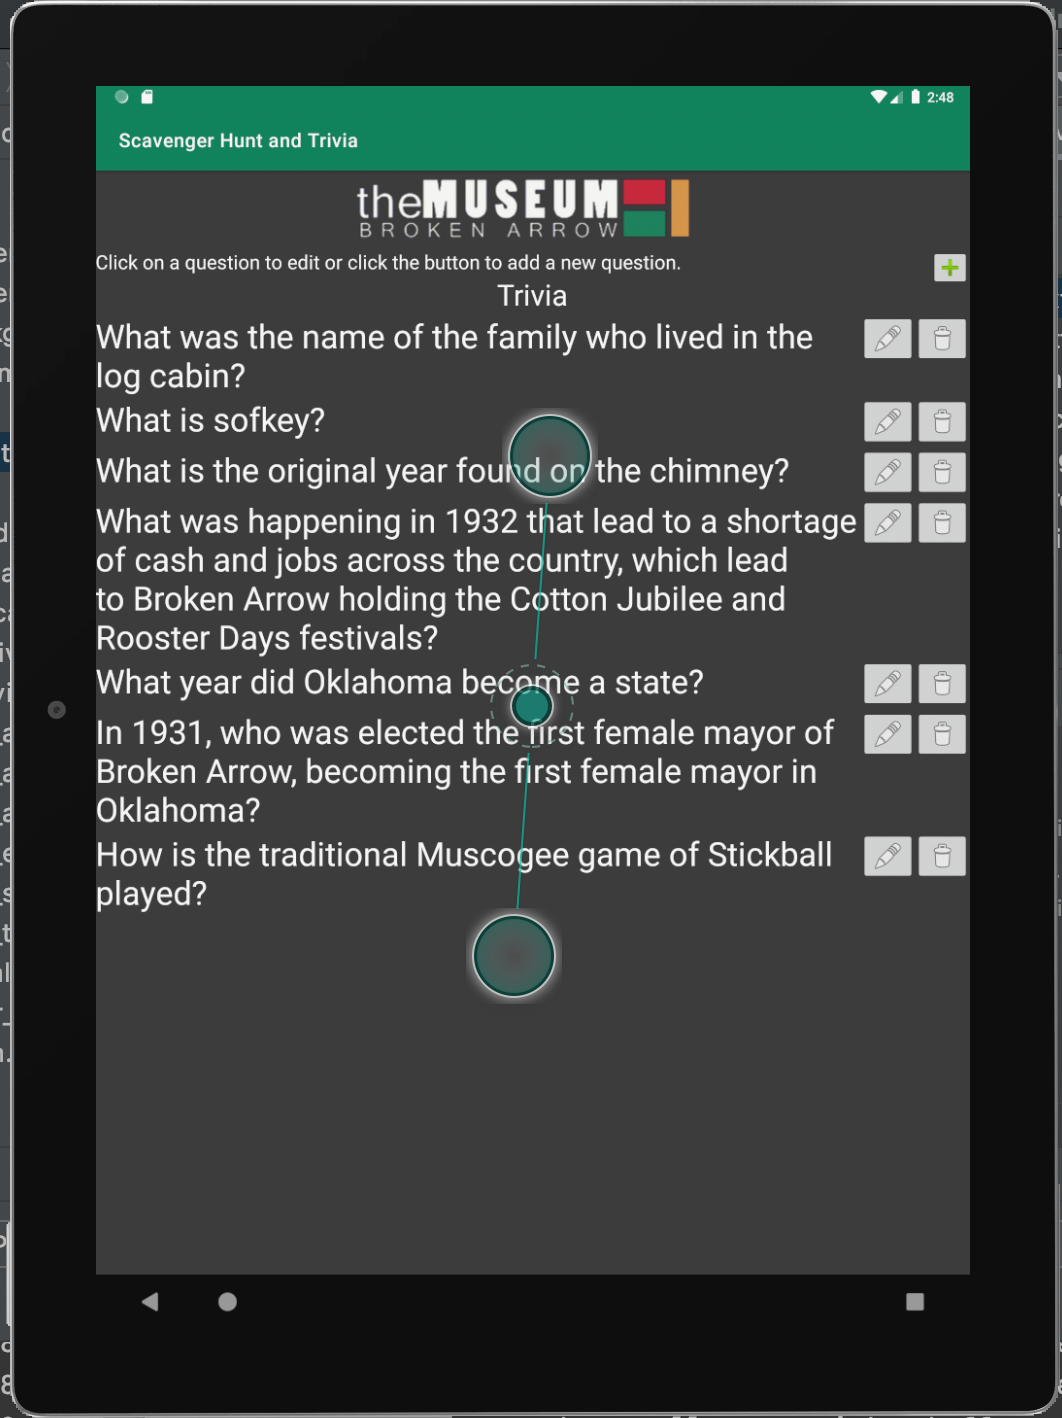 2:48
Scavenger Hunt and Trivia
theMUSEUM
BROKEN ARROW
Click on a question to edit or click the button to add a new question.
Trivia
What was the name of the family who lived in the
log cabin?
What is sofkey?
What is the original year found on the chimney?
What was happening in 1932 that lead to a shortage
of cash and jobs across the country, which lead
to Broken Arrow holding the Cotton Jubilee and
Rooster Days festivals?
What year did Oklahoma become a state?
In 1931, who was elected the first female mayor of
Broken Arrow, becoming the first female mayor in
Oklahoma?
How is the traditional Muscogee game of Stickball
played?